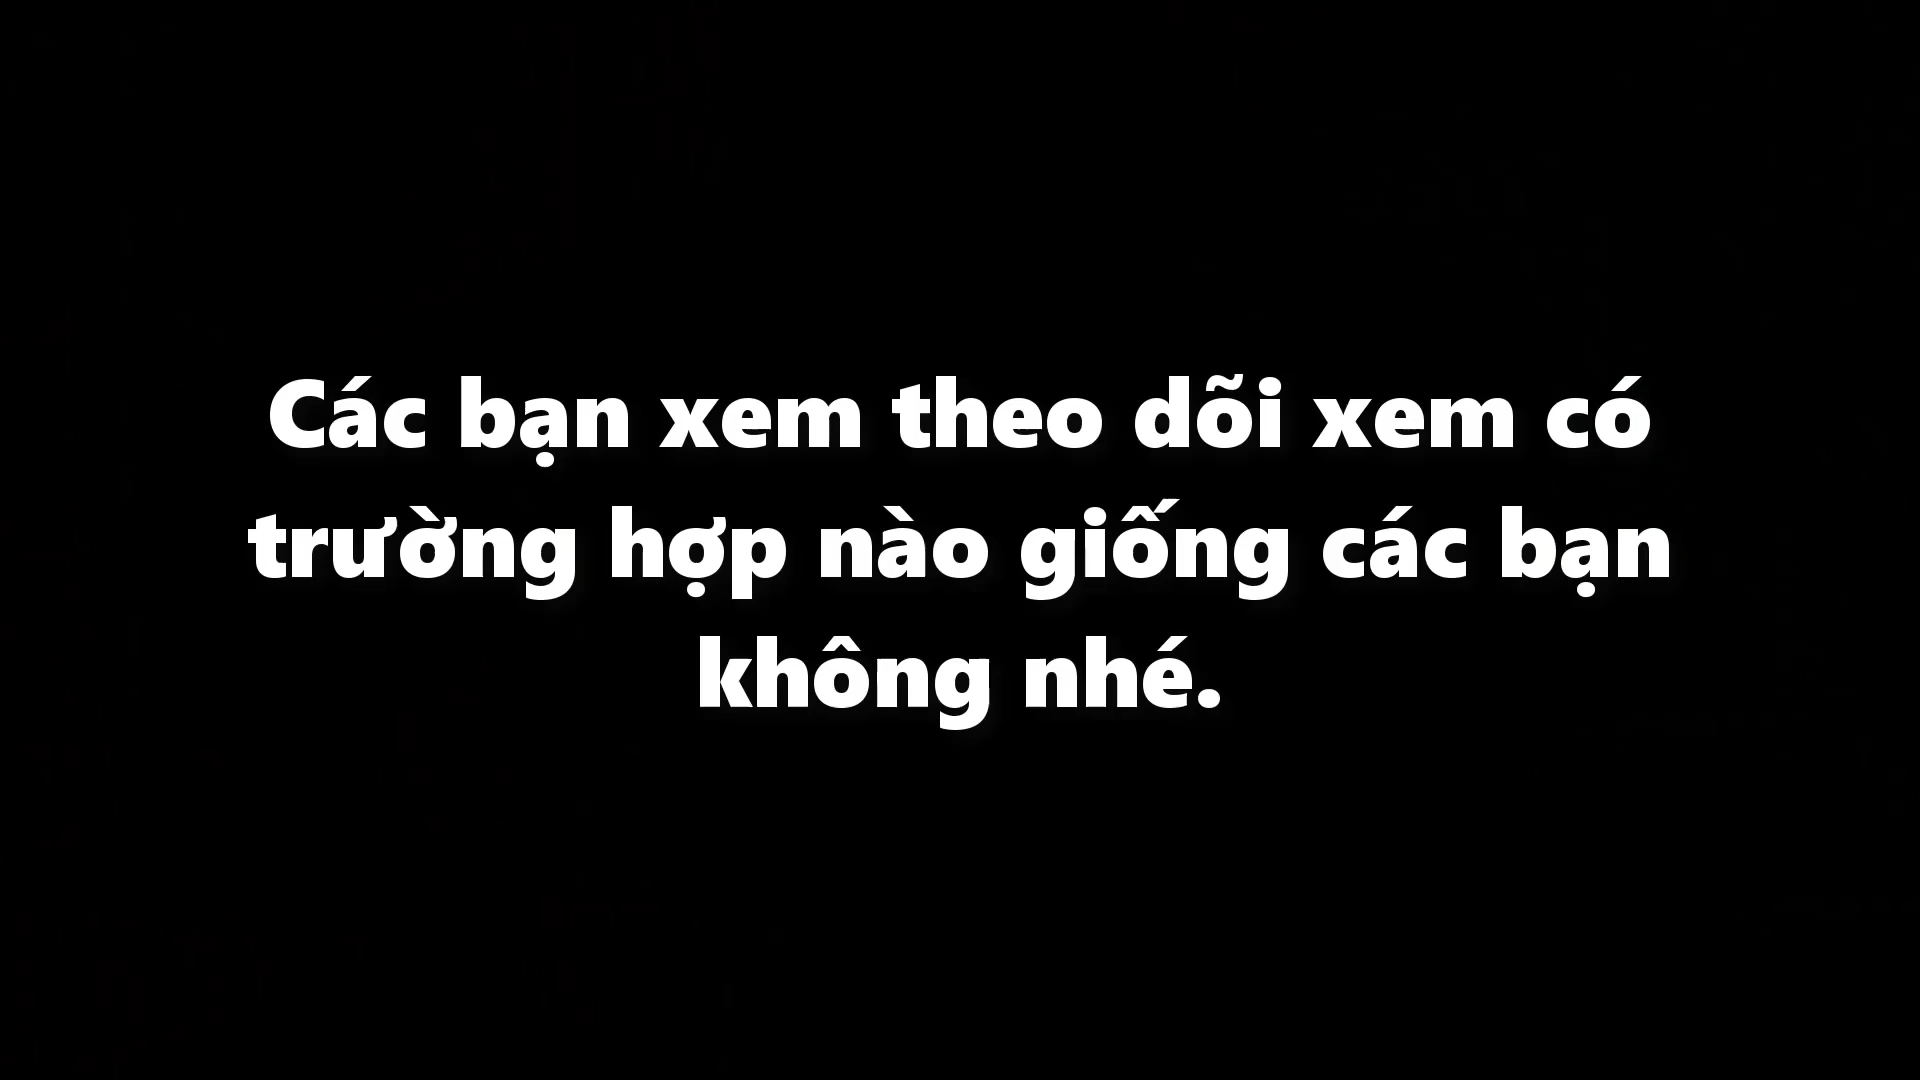 Các bạn xem theo dõi xem có
trường hợp nào giống các bạn
không nhé.